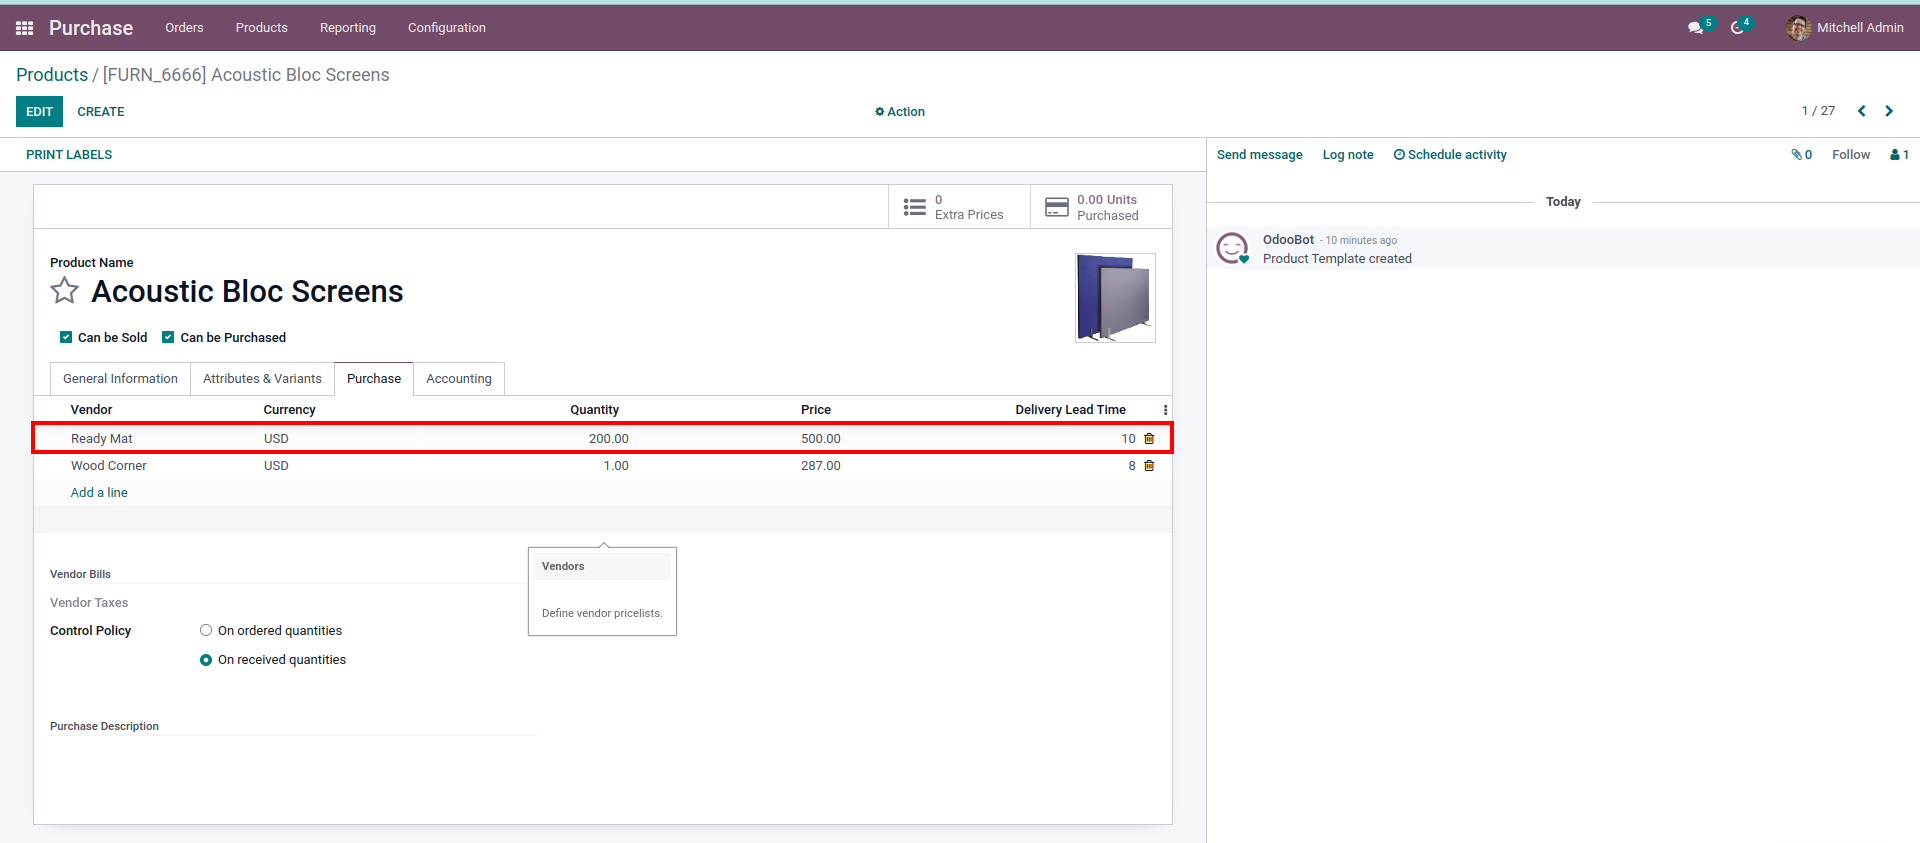 Purchase Orders Products Reporting Configuration 5 4 Mitchell Admin
Products / [FURN_6666] Acoustic Bloc Screens
EDIT CREATE Action 1 / 27
PRINT LABELS
Send message Log note Schedule activity 0 Follow 1
0
Extra Prices
0.00 Units
Purchased
Today
OdooBot - 10 minutes ago
Product Template created
Product Name
Acoustic Bloc Screens
Can be Sold Can be Purchased
General Information Attributes & Variants Purchase Accounting
Vendor Currency Quantity Price Delivery Lead Time
Ready Mat USD 200.00 500.00 10
Wood Corner USD 1.00 287.00 8
Add a line
Vendors
Define vendor pricelists.
Vendor Bills
Vendor Taxes
Control Policy On ordered quantities
On received quantities
Purchase Description